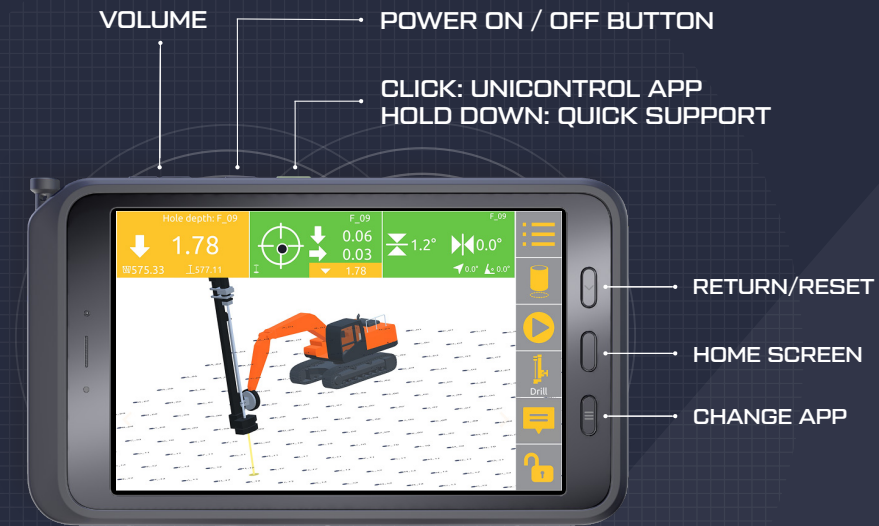 VOLUME
POWER ON / OFF BUTTON
CLICK: UNICONTROL APP
HOLD DOWN: QUICK SUPPORT
Hole depth: F_09
1.78
575.33
577.11
F_09
0.06
0.03
1.78
F_09
1.2°
0.0°
0.0°
0.0°
Drill
RETURN/RESET
HOME SCREEN
CHANGE APP